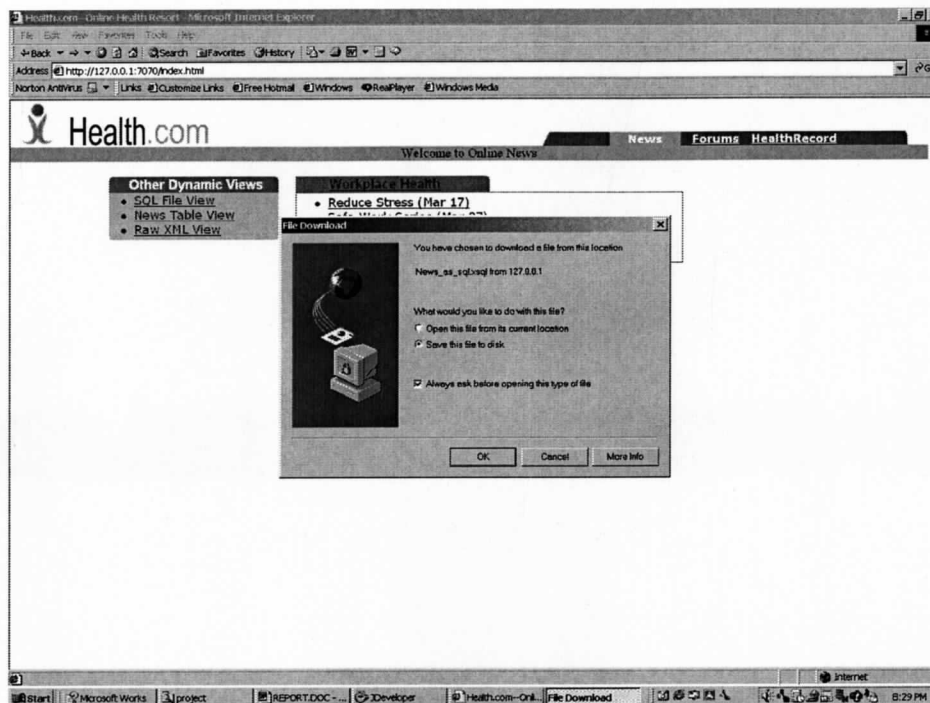 Health.com--Online Health Resort - Microsoft Internet Explorer
File Edit View Favorites Tools Help
Back Search Favorites History
Address http://127.0.0.1:7070/index.html
Norton AntiVirus Links Customize Links Free Hotmail Windows RealPlayer Windows Media
Health.com
News Forums HealthRecord
Welcome to Online News
Other Dynamic Views
SQL File View
News Table View
Raw XML View
Workplace Health
Reduce Stress (Mar 17)
File Download
You have chosen to download a file from this location
News_as_sql.xsql from 127.0.0.1
What would you like to do with this file?
Open this file from its current location
Save this file to disk
Always ask before opening this type of file
OK Cancel More Info
Internet
Start Microsoft Works project REPORT.DOC - ... JDeveloper Health.com--Onl... File Download 8:29 PM